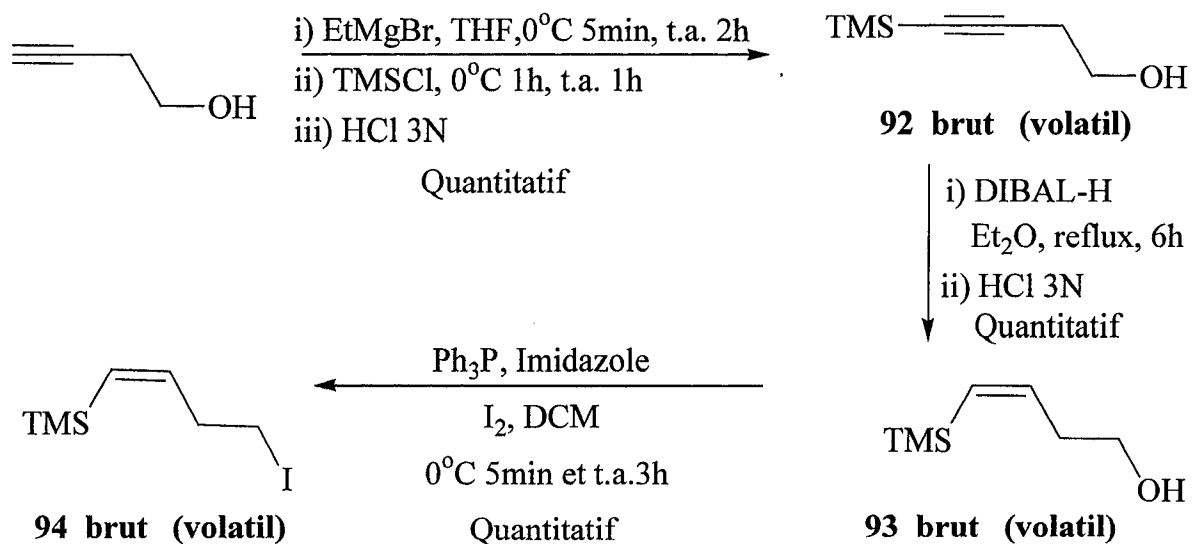 i) EtMgBr, THF,0°C 5min, t.a. 2h
OH
ii) TMSCl, 0°C 1h, t.a. 1h
iii) HCl 3N
Quantitatif
TMS
OH
92 brut (volatil)
i) DIBAL-H
Et₂O, reflux, 6h
ii) HCl 3N
Quantitatif
TMS
OH
93 brut (volatil)
Ph₃P, Imidazole
I₂, DCM
0°C 5min et t.a.3h
Quantitatif
TMS
I
94 brut (volatil)